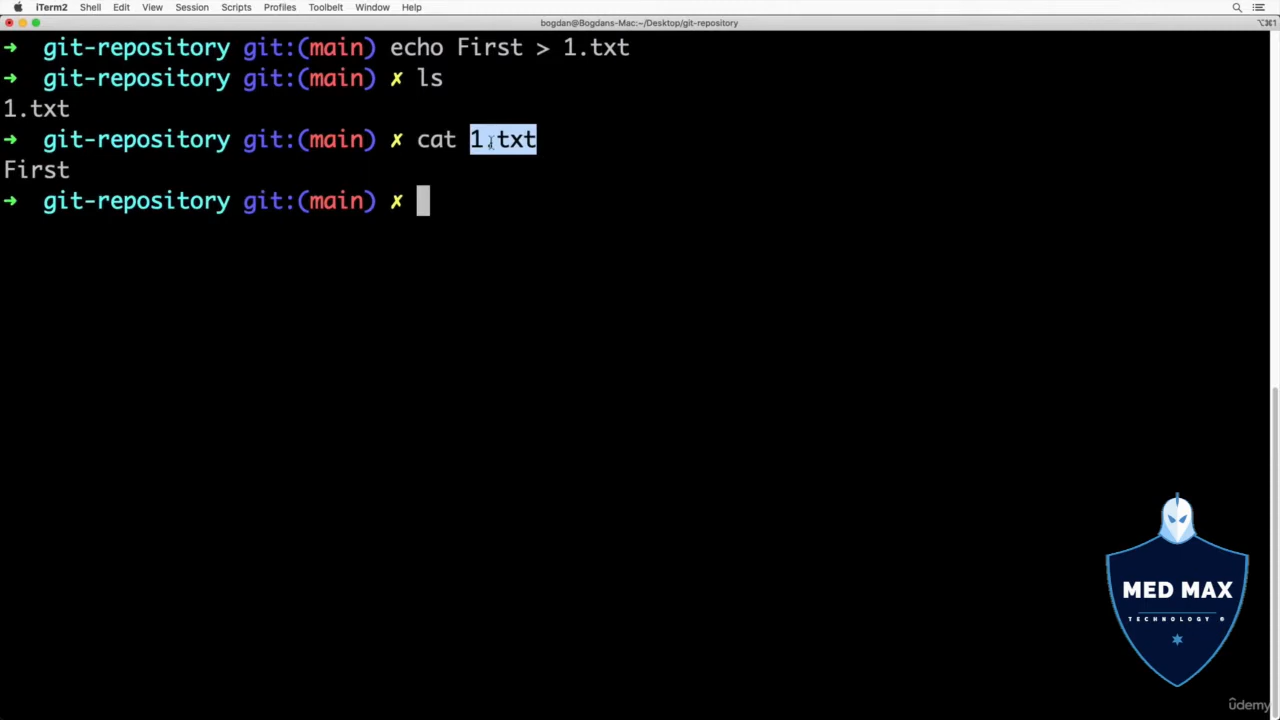 iTerm2 Shell Edit View Session Scripts Profiles Toolbelt Window Help
bogdan@Bogdans-Mac:~/Desktop/git-repository
⌥⌘1
➜ git-repository git:(main) echo First > 1.txt
➜ git-repository git:(main) ✗ ls
1.txt
➜ git-repository git:(main) ✗ cat 1.txt
First
➜ git-repository git:(main) ✗
MED MAX
TECHNOLOGY ©
ûdemy